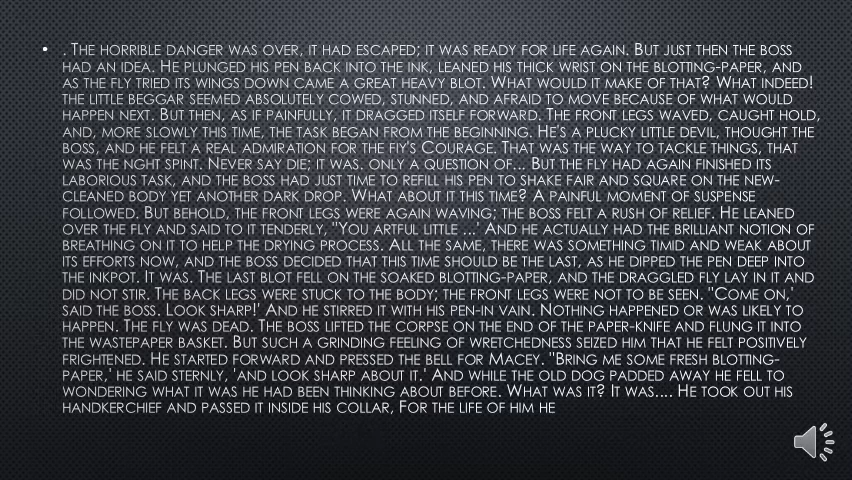 • . The horrible danger was over, it had escaped; it was ready for life again. But just then the boss
had an idea. He plunged his pen back into the ink, leaned his thick wrist on the blotting-paper, and
as the fly tried its wings down came a great heavy blot. What would it make of that? What indeed!
the little beggar seemed absolutely cowed, stunned, and afraid to move because of what would
happen next. But then, as if painfully, it dragged itself forward. The front legs waved, caught hold,
and, more slowly this time, the task began from the beginning. He's a plucky little devil, thought the
boss, and he felt a real admiration for the fiy's Courage. That was the way to tackle things, that
was the nght spint. Never say die; it was. only a question of... But the fly had again finished its
laborious task, and the boss had just time to refill his pen to shake fair and square on the new-
cleaned body yet another dark drop. What about it this time? A painful moment of suspense
followed. But behold, the front legs were again waving; the boss felt a rush of relief. He leaned
over the fly and said to it tenderly, "You artful little ...' And he actually had the brilliant notion of
breathing on it to help the drying process. All the same, there was something timid and weak about
its efforts now, and the boss decided that this time should be the last, as he dipped the pen deep into
the inkpot. It was. The last blot fell on the soaked blotting-paper, and the draggled fly lay in it and
did not stir. The back legs were stuck to the body; the front legs were not to be seen. "Come on,'
said the boss. Look sharp!' And he stirred it with his pen-in vain. Nothing happened or was likely to
happen. The fly was dead. The boss lifted the corpse on the end of the paper-knife and flung it into
the wastepaper basket. But such a grinding feeling of wretchedness seized him that he felt positively
frightened. He started forward and pressed the bell for Macey. "Bring me some fresh blotting-
paper,' he said sternly, 'and look sharp about it.' And while the old dog padded away he fell to
wondering what it was he had been thinking about before. What was it? It was.... He took out his
handkerchief and passed it inside his collar, For the life of him he